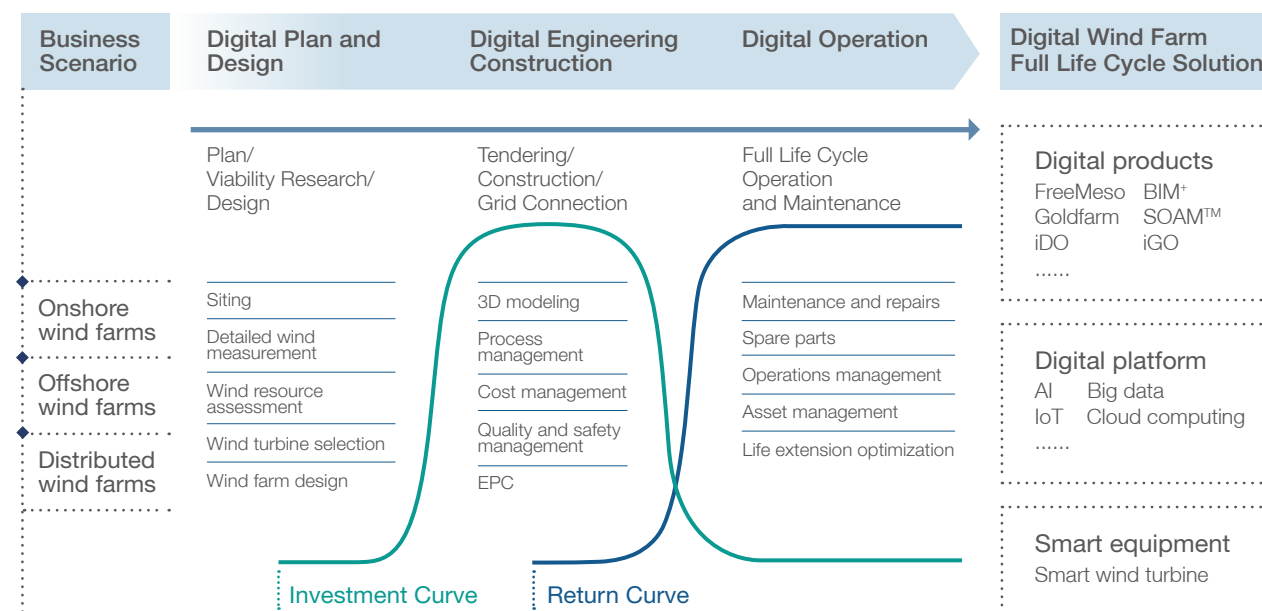 Business
Scenario
Digital Plan and
Design
Digital Engineering
Construction
Digital Operation
Digital Wind Farm
Full Life Cycle Solution
Plan/
Viability Research/
Design
Tendering/
Construction/
Grid Connection
Full Life Cycle
Operation
and Maintenance
Onshore
wind farms
Offshore
wind farms
Distributed
wind farms
Siting
Detailed wind
measurement
Wind resource
assessment
Wind turbine selection
Wind farm design
3D modeling
Process
management
Cost management
Quality and safety
management
EPC
Maintenance and repairs
Spare parts
Operations management
Asset management
Life extension optimization
Investment Curve
Return Curve
Digital products
FreeMeso BIM⁺
Goldfarm SOAM™
iDO iGO
......
Digital platform
AI Big data
IoT Cloud computing
......
Smart equipment
Smart wind turbine